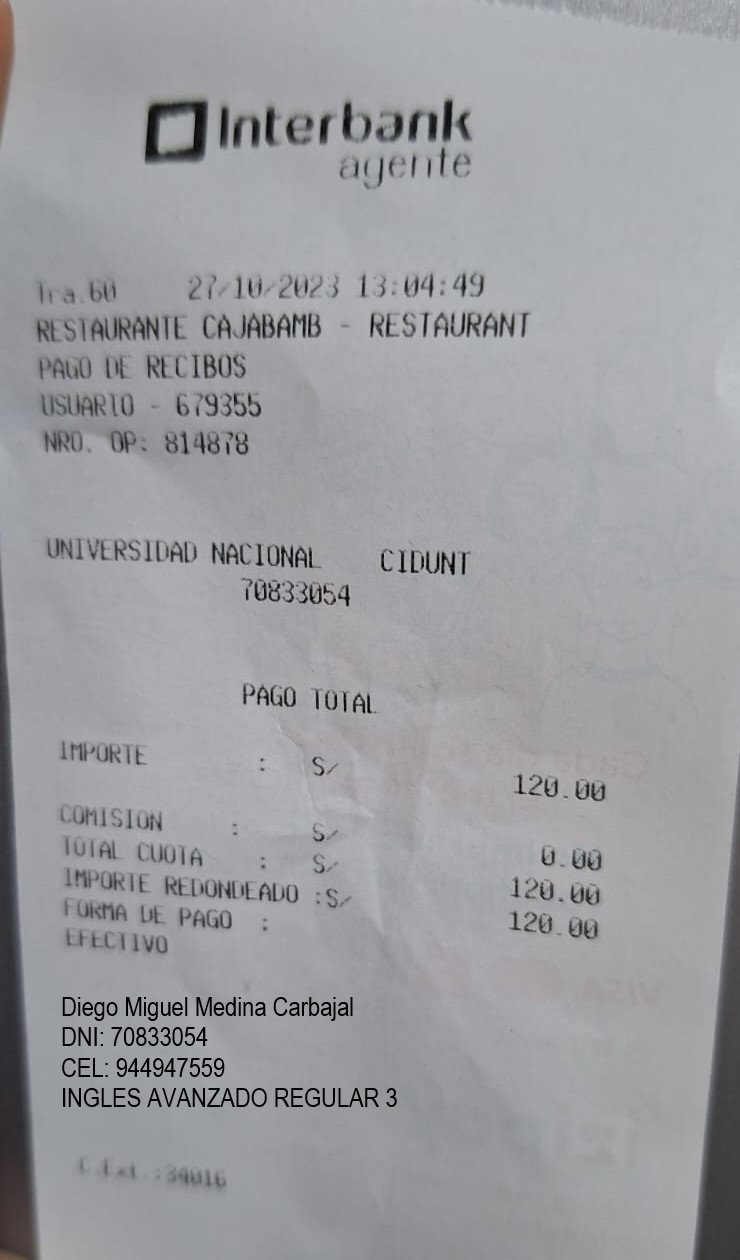 Interbank
agente
Tra.60 27/10/2023 13:04:49
RESTAURANTE CAJABAMB - RESTAURANT
PAGO DE RECIBOS
USUARIO - 679355
NRO. OP: 814878
UNIVERSIDAD NACIONAL CIDUNT
70833054
PAGO TOTAL
IMPORTE : S/ 120.00
COMISION : S/ 0.00
TOTAL CUOTA : S/ 120.00
IMPORTE REDONDEADO :S/ 120.00
FORMA DE PAGO :
EFECTIVO
Diego Miguel Medina Carbajal
DNI: 70833054
CEL: 944947559
INGLES AVANZADO REGULAR 3
C.Ext.:34016